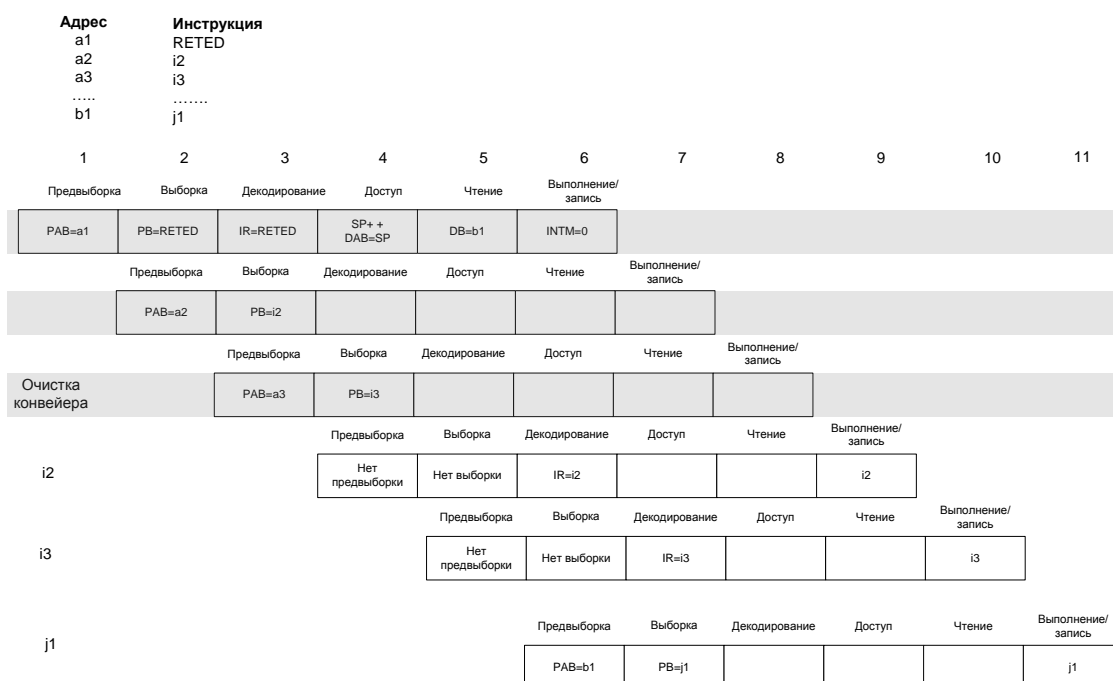 Адрес Инструкция
a1 RETED
a2 i2
a3 i3
..... .......
b1 j1
1 2 3 4 5 6 7 8 9 10 11
Предвыборка Выборка Декодирование Доступ Чтение Выполнение/
запись
PAB=a1 PB=RETED IR=RETED SP+ +
DAB=SP DB=b1 INTM=0
Предвыборка Выборка Декодирование Доступ Чтение Выполнение/
запись
PAB=a2 PB=i2
Предвыборка Выборка Декодирование Доступ Чтение Выполнение/
запись
Очистка
конвейера
PAB=a3 PB=i3
Предвыборка Выборка Декодирование Доступ Чтение Выполнение/
запись
i2 Нет
предвыборки Нет выборки IR=i2 i2
Предвыборка Выборка Декодирование Доступ Чтение Выполнение/
запись
i3 Нет
предвыборки Нет выборки IR=i3 i3
Предвыборка Выборка Декодирование Доступ Чтение Выполнение/
запись
j1
PAB=b1 PB=j1 j1